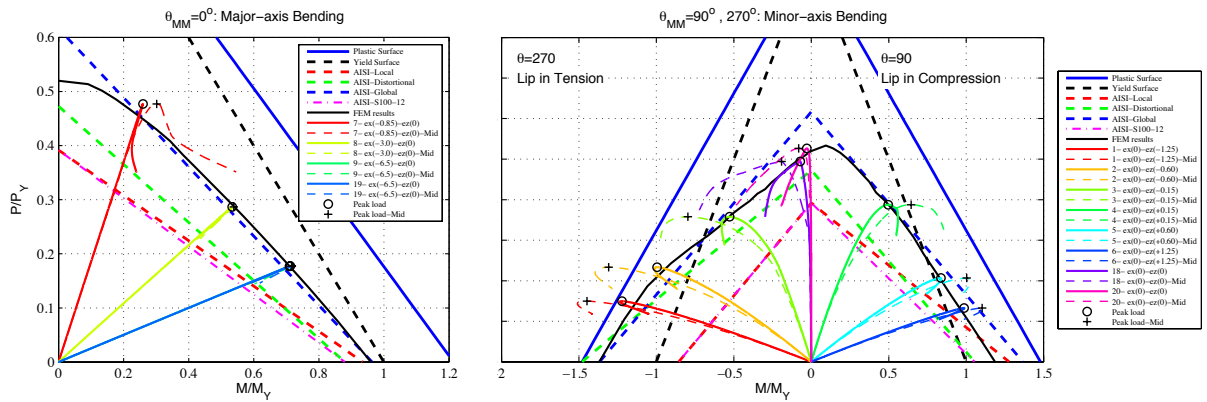 θMM=0°: Major−axis Bending
P/PY
0.6
0.5
0.4
0.3
0.2
0.1
0
0
0.2
0.4
0.6
0.8
1
1.2
M/MY
Plastic Surface
Yield Surface
AISI−Local
AISI−Distortional
AISI−Global
AISI−S100−12
FEM results
7− ex(−0.85)−ez(0)
7− ex(−0.85)−ez(0)−Mid
8− ex(−3.0)−ez(0)
8− ex(−3.0)−ez(0)−Mid
9− ex(−6.5)−ez(0)
9− ex(−6.5)−ez(0)−Mid
19− ex(−6.5)−ez(0)
19− ex(−6.5)−ez(0)−Mid
Peak load
Peak load−Mid
θMM=90°, 270°: Minor−axis Bending
θ=270
Lip in Tension
θ=90
Lip in Compression
−2
−1.5
−1
−0.5
0
0.5
1
1.5
M/MY
Plastic Surface
Yield Surface
AISI−Local
AISI−Distortional
AISI−Global
AISI−S100−12
FEM results
1− ex(0)−ez(−1.25)
1− ex(0)−ez(−1.25)−Mid
2− ex(0)−ez(−0.60)
2− ex(0)−ez(−0.60)−Mid
3− ex(0)−ez(−0.15)
3− ex(0)−ez(−0.15)−Mid
4− ex(0)−ez(+0.15)
4− ex(0)−ez(+0.15)−Mid
5− ex(0)−ez(+0.60)
5− ex(0)−ez(+0.60)−Mid
6− ex(0)−ez(+1.25)
6− ex(0)−ez(+1.25)−Mid
18− ex(0)−ez(0)
18− ex(0)−ez(0)−Mid
20− ex(0)−ez(0)
20− ex(0)−ez(0)−Mid
Peak load
Peak load−Mid